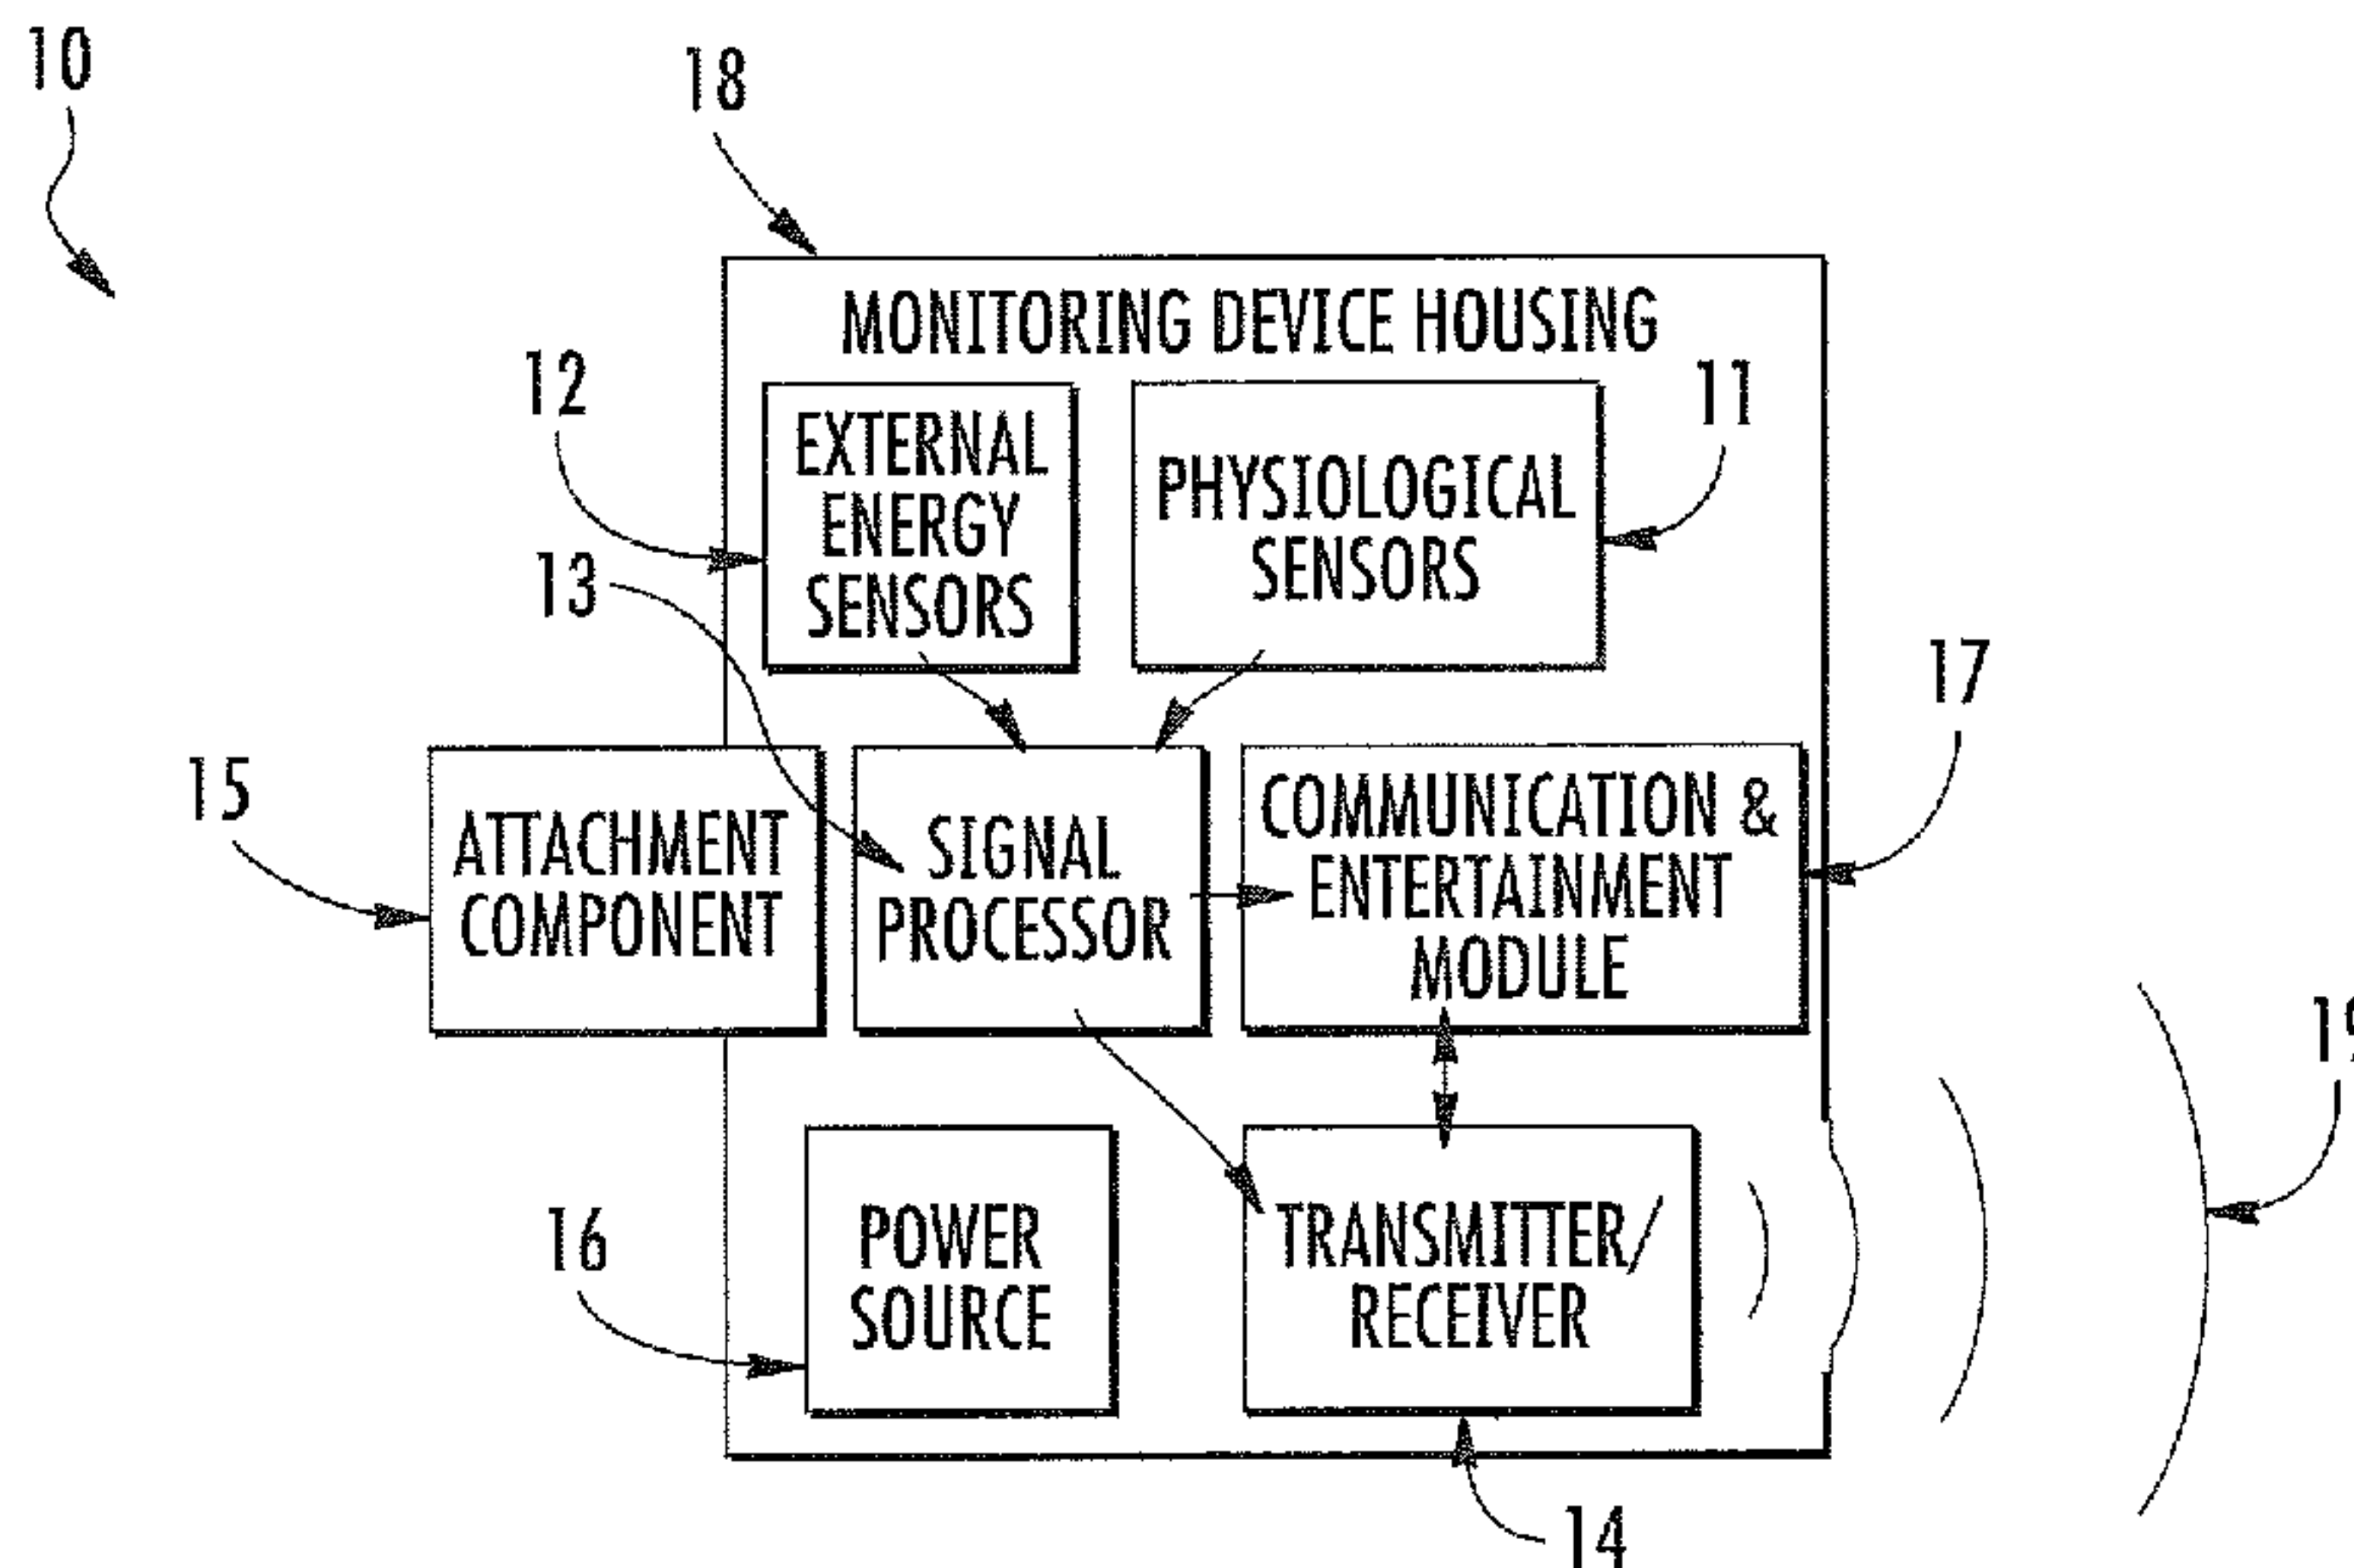 10
18
MONITORING DEVICE HOUSING
12
11
EXTERNAL
ENERGY
SENSORS
PHYSIOLOGICAL
SENSORS
13
17
15
ATTACHMENT
COMPONENT
SIGNAL
PROCESSOR
COMMUNICATION &
ENTERTAINMENT
MODULE
19
16
POWER
SOURCE
TRANSMITTER/
RECEIVER
14